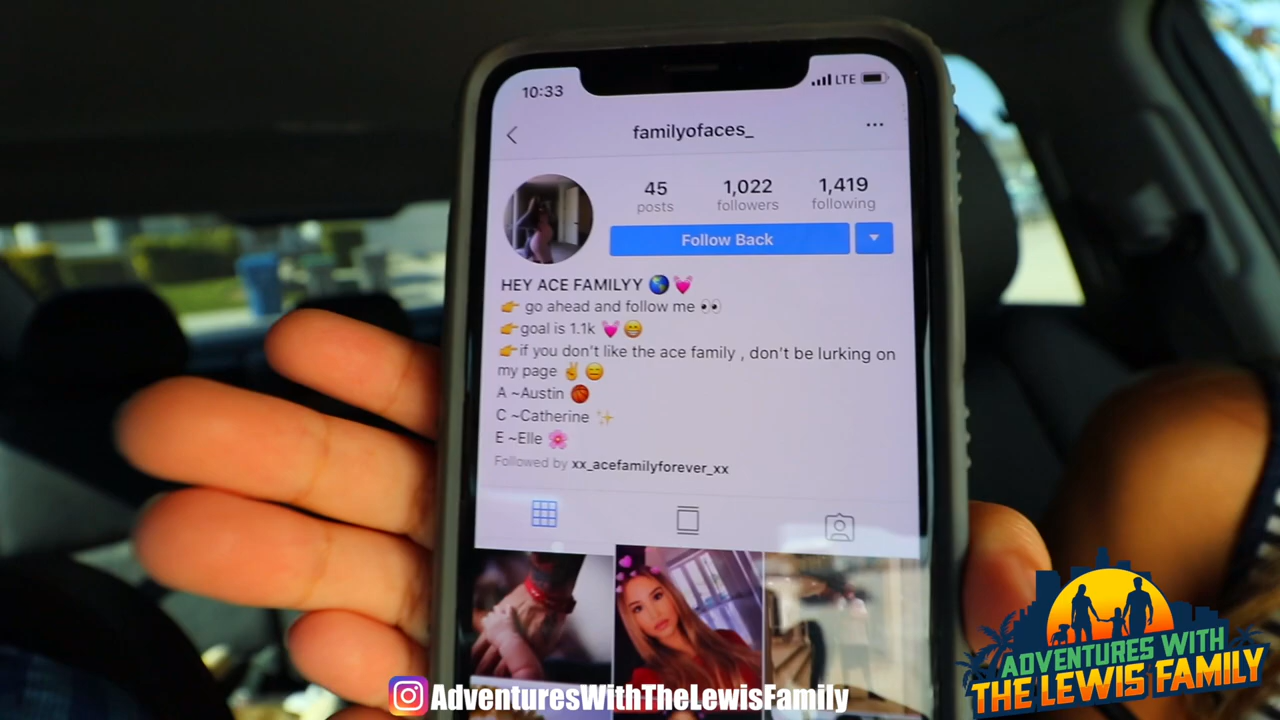 10:33
LTE
familyofaces_
45 1,022 1,419
posts followers following
Follow Back
HEY ACE FAMILYY 🌎💓
👉 go ahead and follow me 👀
👉goal is 1.1k 💓😄
👉if you don't like the ace family , don't be lurking on
my page ✌️😄
A ~Austin 🏀
C ~Catherine ✨
E ~Elle 🌸
Followed by xx_acefamilyforever_xx
AdventuresWithTheLewisFamily
ADVENTURES WITH
THE LEWIS FAMILY